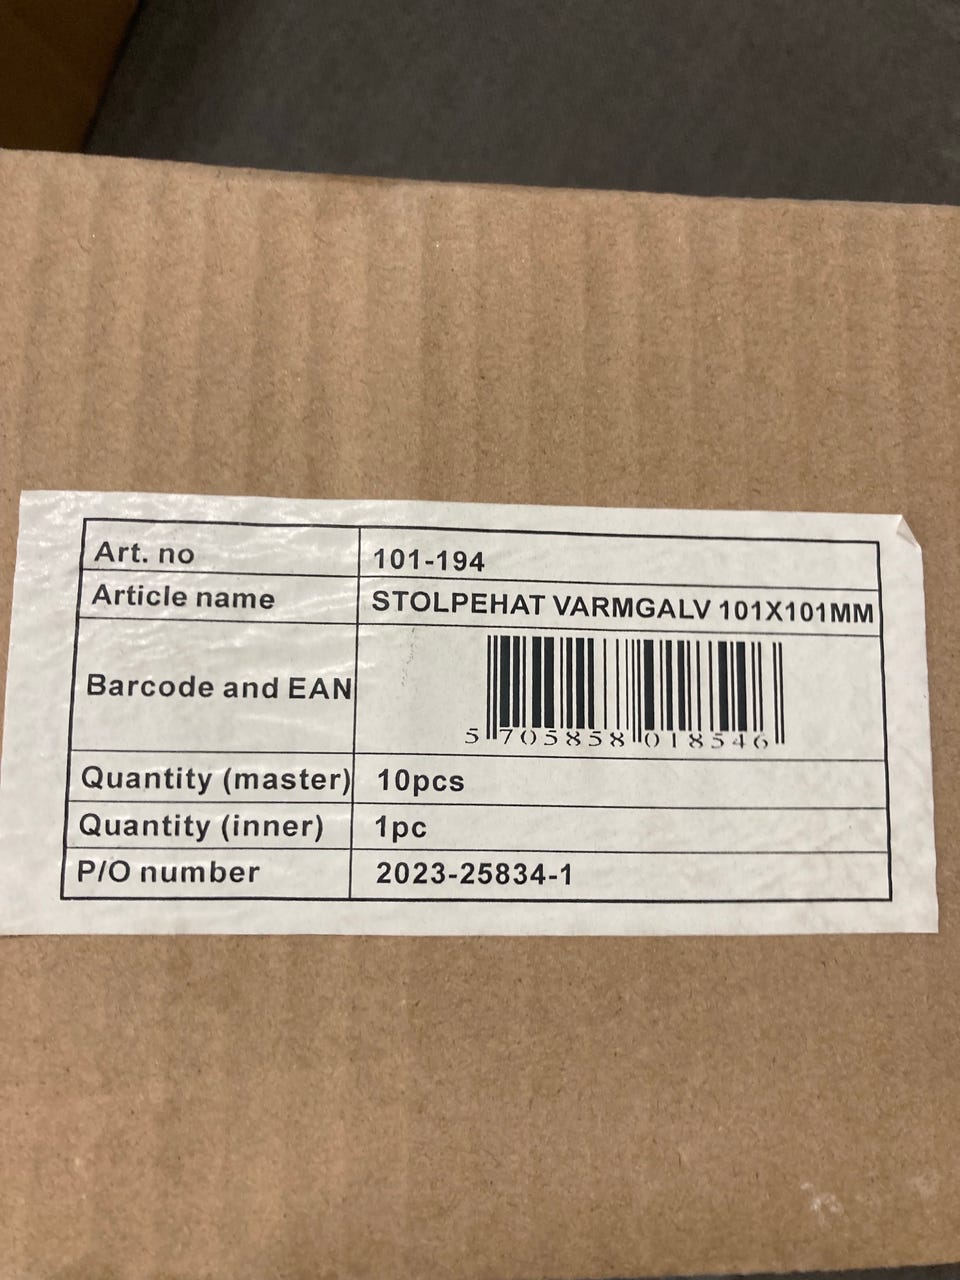 Art. no 101-194
Article name STOLPEHAT VARMGALV 101X101MM
Barcode and EAN 5 705858 018546
Quantity (master) 10pcs
Quantity (inner) 1pc
P/O number 2023-25834-1